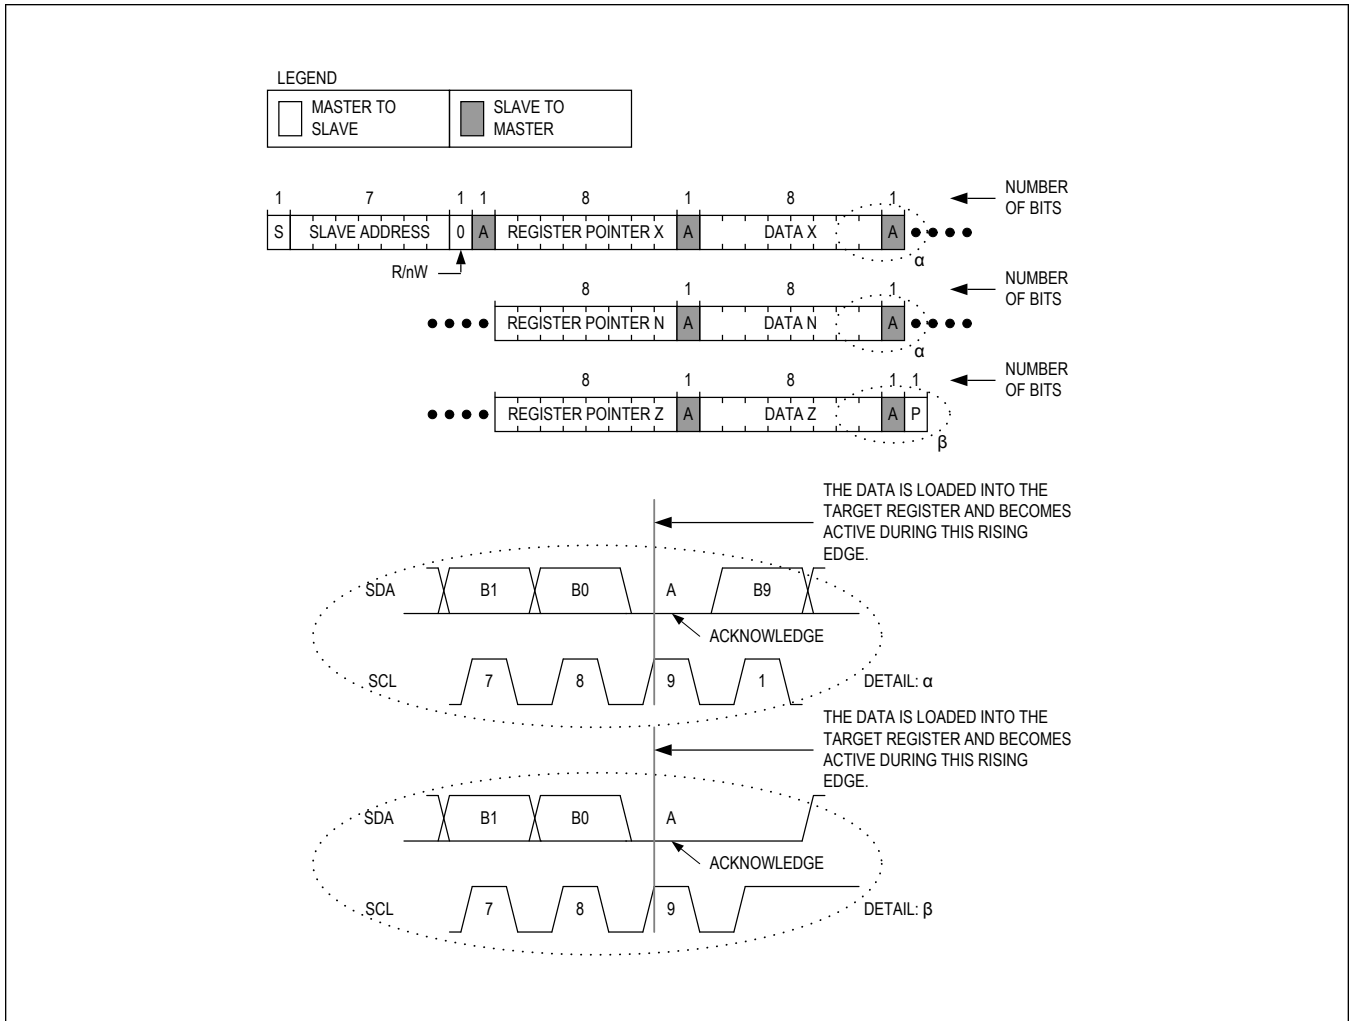 LEGEND
MASTER TO
SLAVE
SLAVE TO
MASTER
1 7 1 1 8 1 8 1
NUMBER
OF BITS
S SLAVE ADDRESS 0 A REGISTER POINTER X A DATA X A
α
R/nW
8 1 8 1
NUMBER
OF BITS
REGISTER POINTER N A DATA N A
α
8 1 8 1 1
NUMBER
OF BITS
REGISTER POINTER Z A DATA Z A P
β
THE DATA IS LOADED INTO THE
TARGET REGISTER AND BECOMES
ACTIVE DURING THIS RISING
EDGE.
SDA B1 B0 A B9
ACKNOWLEDGE
SCL 7 8 9 1 DETAIL: α
THE DATA IS LOADED INTO THE
TARGET REGISTER AND BECOMES
ACTIVE DURING THIS RISING
EDGE.
SDA B1 B0 A
ACKNOWLEDGE
SCL 7 8 9 DETAIL: β